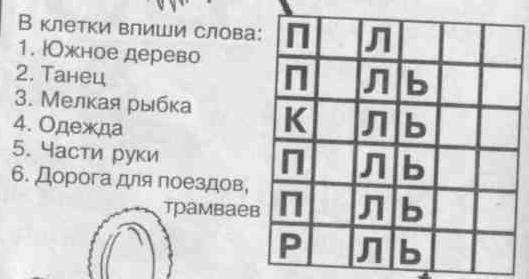 В клетки впиши слова:
1. Южное дерево
2. Танец
3. Мелкая рыбка
4. Одежда
5. Части руки
6. Дорога для поездов,
трамваев
П Л
П Л Ь
К Л Ь
П Л Ь
П Л Ь
Р Л Ь